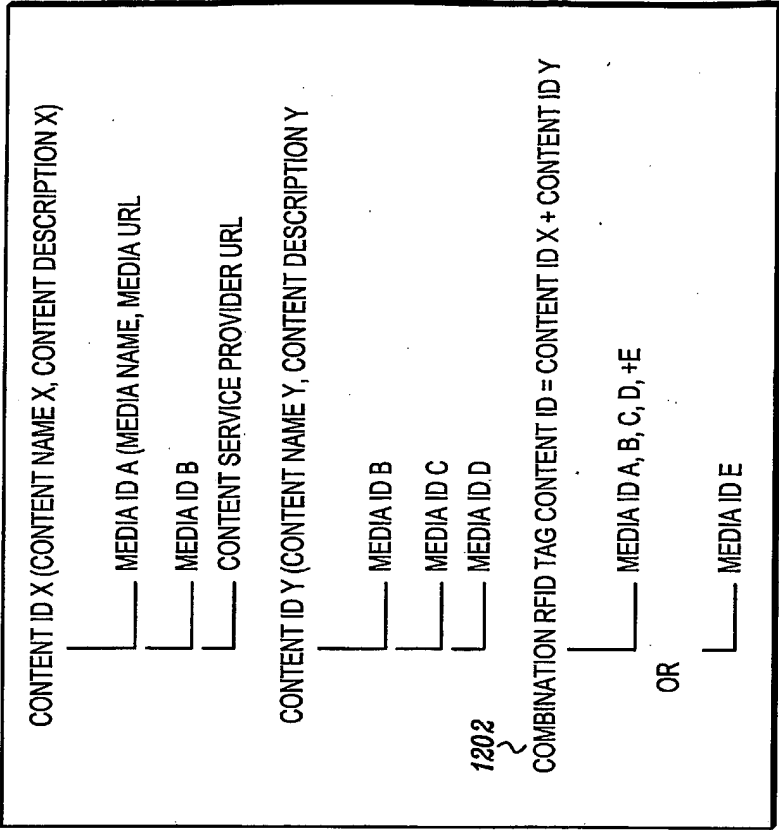 CONTENT ID X (CONTENT NAME X, CONTENT DESCRIPTION X)
MEDIA ID A (MEDIA NAME, MEDIA URL
MEDIA ID B
CONTENT SERVICE PROVIDER URL
CONTENT ID Y (CONTENT NAME Y, CONTENT DESCRIPTION Y
MEDIA ID B
MEDIA ID C
MEDIA ID D
1202
COMBINATION RFID TAG CONTENT ID = CONTENT ID X + CONTENT ID Y
MEDIA ID A, B, C, D, +E
OR
MEDIA ID E